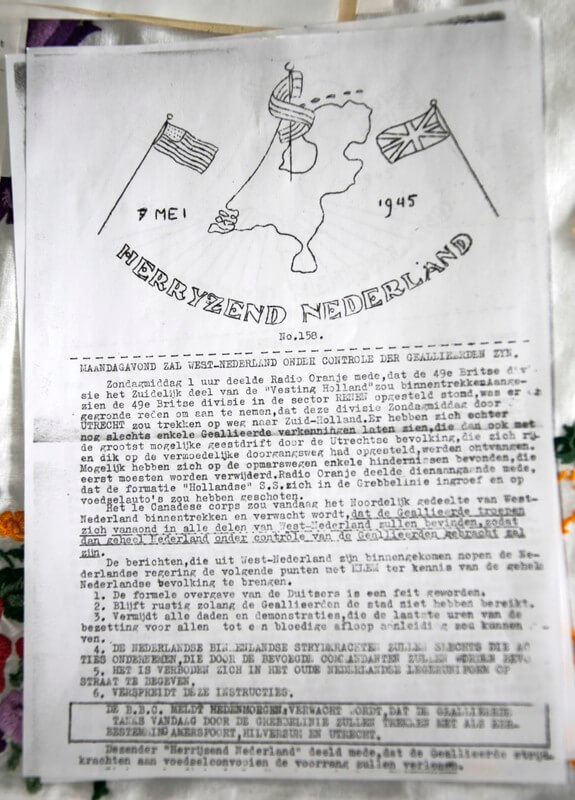 7 MEI 1945
HERRYZEND NEDERLAND
No.158.
MAANDAGAVOND ZAL WEST-NEDERLAND ONDER CONTROLE DER GEALLIEERDEN ZYN.
Zondagmiddag 1 uur deelde Radio Oranje mede,dat de 49e Britse divi
sie het Zuidelijk deel van de "Vesting Holland"zou binnentrekken.Aange-
zien de 49e Britse divisie in de sector RENEN opgesteld stond,was er
gegronde reden om aan te nemen,dat deze divisie Zondagmiddag door
UTRECHT zou trekken op weg naar Zuid-Holland.Er hebben zich echter
nog slechts enkele Geallieerde verkenningen laten zien,die dan ook met
de grootst mogelijke geestdrift door de Utrechtse bevolking,die zich rij-
en dik op de vermoedelijke doorgangsweg had opgesteld,werden ontvangen.
Mogelijk hebben zich op de opmarswegen enkele hindernissen bevonden,die
eerst moesten worden verwijderd.Radio Oranje deelde dienaangaande mede,
dat de formatie "Hollandse" S.S.zich in de Grebbelinie ingroef en op
voedselauto's zou hebben geschoten.
Het 1e Canadese corps zou vandaag het Noordelijk gedeelte van West-
Nederland binnentrekken en verwacht wordt,dat de Geallieerde troepen
zich vanaond in alle delen van West-Nederland zullen bevinden,zodat
dan geheel Nederland onder controle van de Geallieerden gebracht zal
zijn.
De berichten,die uit West-Nederland zijn binnengekomen nopen de Ne-
derlandse regering de volgende punten met KLEM ter kennis van de gehele
Nederlandse bevolking te brengen.
1. De formele overgave van de Duitsers is een feit geworden.
2. Blijft rustig zolang de Geallieerden de stad niet hebben bereikt.
3. Vermijdt alle daden en demonstraties,die de laatste uren van de
bezetting voor allen tot een bloedige afloop aanleiding zou kunnen
ven.
4. DE NEDERLANDSE BINNENLANDSE STRYDKRACHTEN ZULLEN SLECHTS DIE AC
TIES ONDERNEMEN,DIE DOOR DE BEVOEGDE COMMANDANTEN ZULLEN WORDEN
5. HET IS VERBODEN ZICH IN HET OUDE NEDERLANDSE LEGERUNIFORM OP
STRAAT TE BEGEVEN.
6. VERSPREIDT DEZE INSTRUCTIES.
DE B.B.C. MELDT HEDENMORGEN,VERWACHT WORDT,DAT DE GEALLIEERDE
TANKS VANDAAG DOOR DE GREBBELINIE ZULLEN TREKKEN MET ALS
BESTEMMING AMERSFOORT,HILVERSUM EN UTRECHT.
Dezender "Herrijsend Nederland" deeld mede,dat de Geallieerde strijd
krachten aan voedselconvooien de voorrang zullen verlenen.